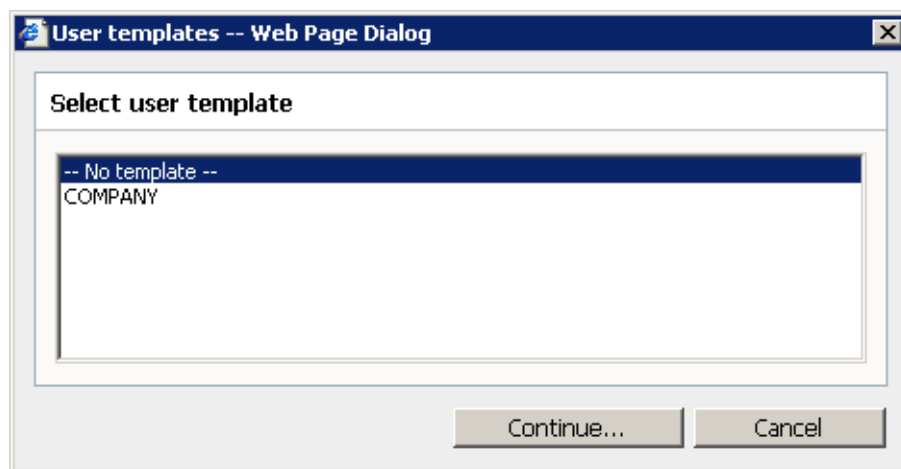 User templates -- Web Page Dialog
Select user template
-- No template --
COMPANY
Continue...
Cancel